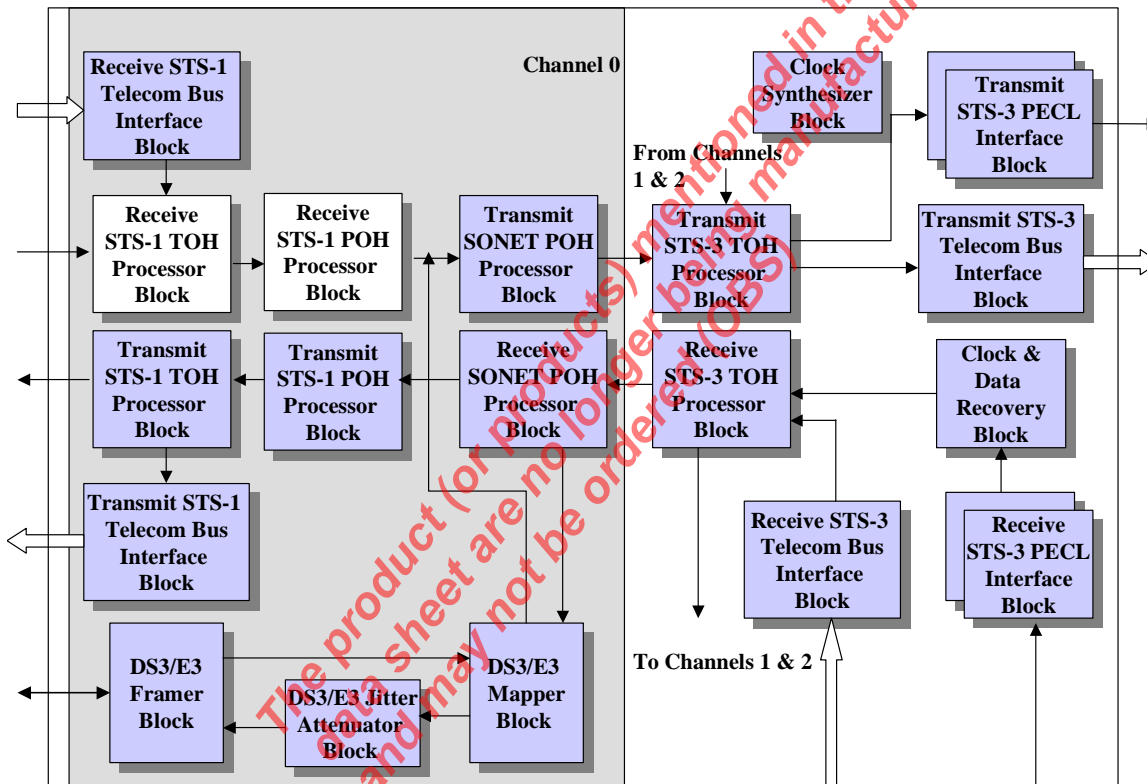 Receive STS-1
Telecom Bus
Interface
Block
Channel 0
Clock
Synthesizer
Block
Transmit
STS-3 PECL
Interface
Block
From Channels
1 & 2
Receive
STS-1 TOH
Processor
Block
Receive
STS-1 POH
Processor
Block
Transmit
SONET POH
Processor
Block
Transmit
STS-3 TOH
Processor
Block
Transmit STS-3
Telecom Bus
Interface
Block
Transmit
STS-1 TOH
Processor
Block
Transmit
STS-1 POH
Processor
Block
Receive
SONET POH
Processor
Block
Receive
STS-3 TOH
Processor
Block
Clock &
Data
Recovery
Block
Transmit STS-1
Telecom Bus
Interface
Block
Receive STS-3
Telecom Bus
Interface
Block
Receive
STS-3 PECL
Interface
Block
DS3/E3
Framer
Block
DS3/E3 Jitter
Attenuator
Block
DS3/E3
Mapper
Block
To Channels 1 & 2
The product (or products) mentioned in
data sheet are no longer being
and may not be ordered (OBS)